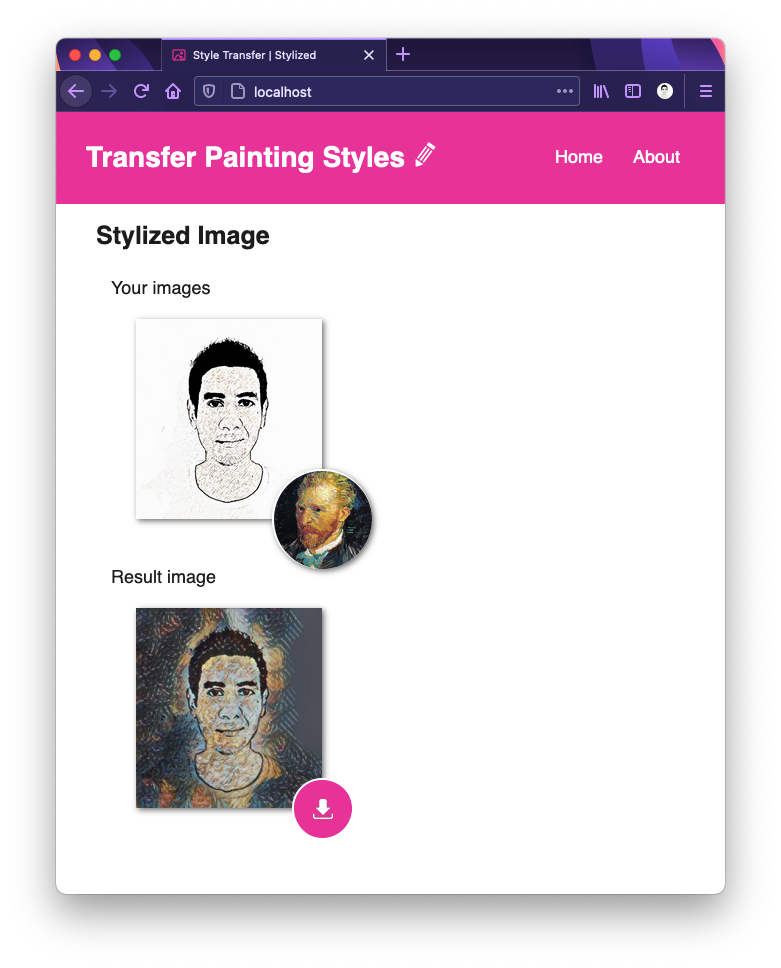 Style Transfer | Stylized
localhost
Transfer Painting Styles
Home
About
Stylized Image
Your images
Result image